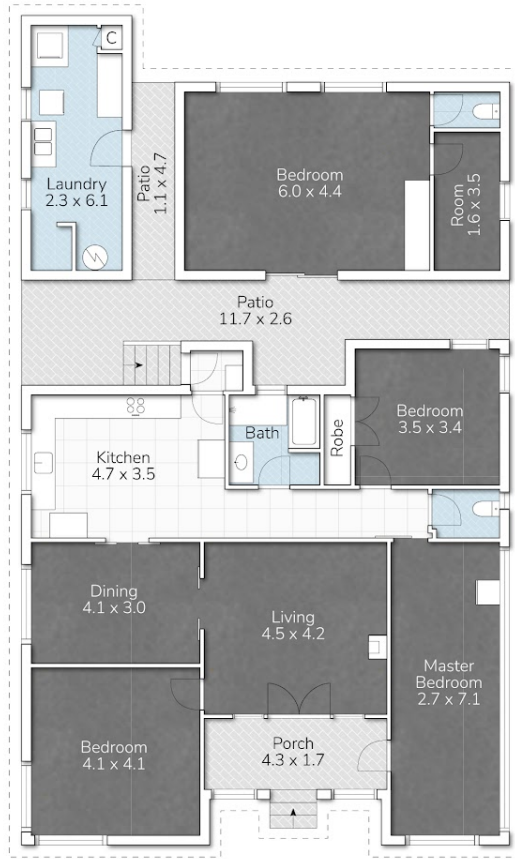 C
Laundry
2.3 x 6.1
Patio
1.1 x 4.7
Bedroom
6.0 x 4.4
Room
1.6 x 3.5
Patio
11.7 x 2.6
Bedroom
3.5 x 3.4
Robe
Bath
Kitchen
4.7 x 3.5
Dining
4.1 x 3.0
Living
4.5 x 4.2
Master
Bedroom
2.7 x 7.1
Bedroom
4.1 x 4.1
Porch
4.3 x 1.7